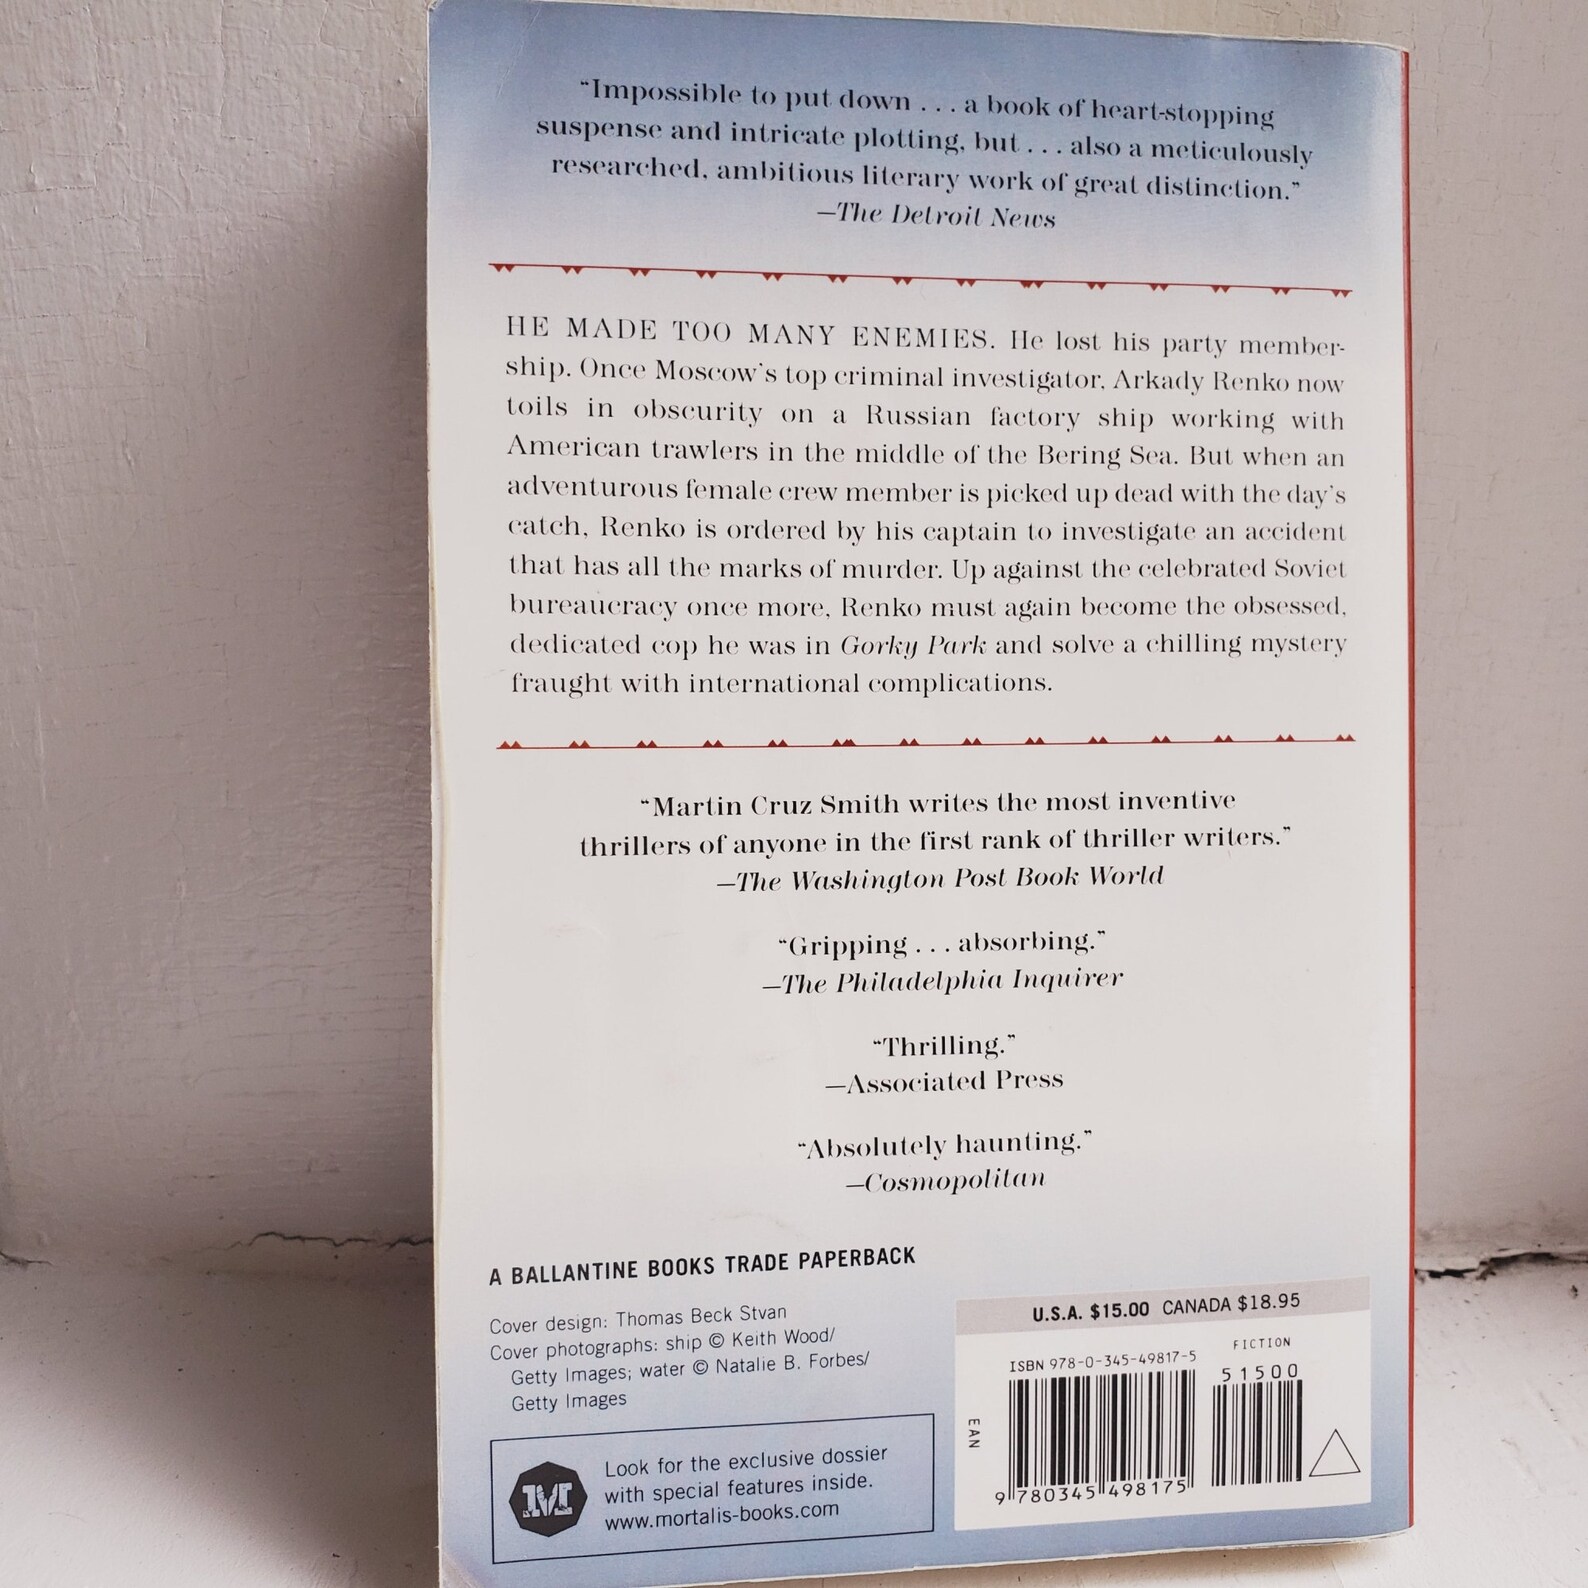 “Impossible to put down . . . a book of heart-stopping
suspense and intricate plotting, but . . . also a meticulously
researched, ambitious literary work of great distinction.”
—The Detroit News
HE MADE TOO MANY ENEMIES. He lost his party member-
ship. Once Moscow’s top criminal investigator, Arkady Renko now
toils in obscurity on a Russian factory ship working with
American trawlers in the middle of the Bering Sea. But when an
adventurous female crew member is picked up dead with the day’s
catch, Renko is ordered by his captain to investigate an accident
that has all the marks of murder. Up against the celebrated Soviet
bureaucracy once more, Renko must again become the obsessed,
dedicated cop he was in Gorky Park and solve a chilling mystery
fraught with international complications.
“Martin Cruz Smith writes the most inventive
thrillers of anyone in the first rank of thriller writers.”
—The Washington Post Book World
“Gripping . . . absorbing.”
—The Philadelphia Inquirer
“Thrilling.”
—Associated Press
“Absolutely haunting.”
—Cosmopolitan
A BALLANTINE BOOKS TRADE PAPERBACK
Cover design: Thomas Beck Stvan
Cover photographs: ship © Keith Wood/
Getty Images; water © Natalie B. Forbes/
Getty Images
M
Look for the exclusive dossier
with special features inside.
www.mortalis-books.com
U.S.A. $15.00 CANADA $18.95
FICTION
ISBN 978-0-345-49817-5
51500
EAN
9 780345 498175